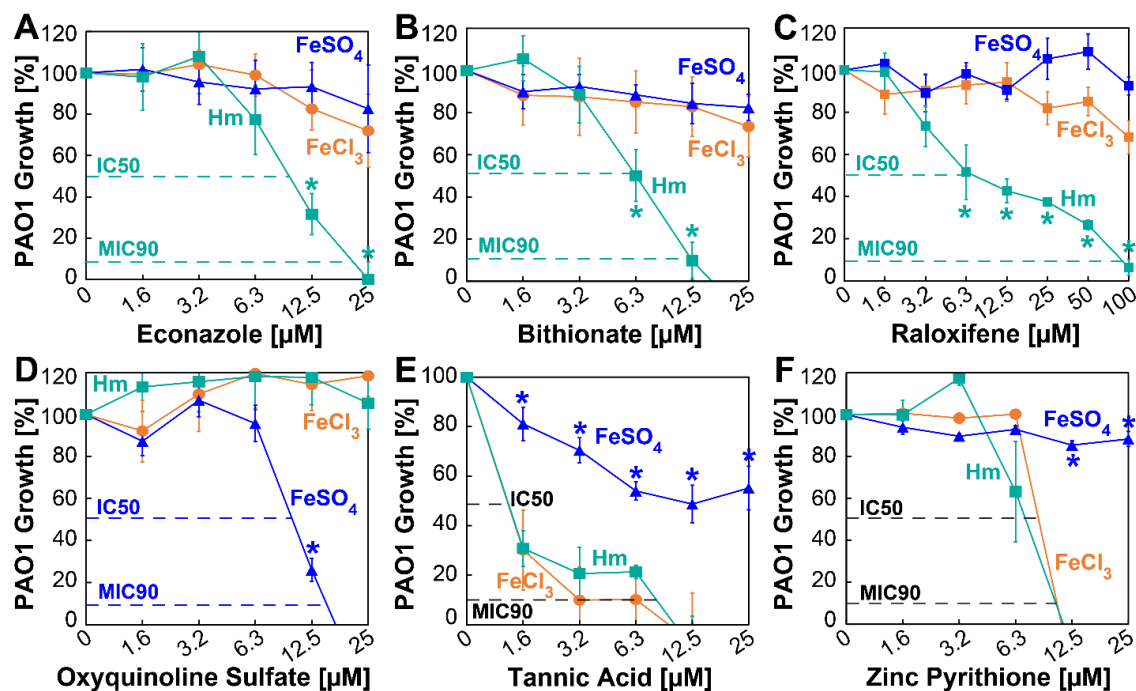 A
PAO1 Growth [%]
120
100
80
60
40
20
0
FeSO4
Hm
FeCl3
IC50
MIC90
*
*
0 1.6 3.2 6.3 12.5 25
Econazole [µM]
B
PAO1 Growth [%]
120
100
80
60
40
20
0
FeSO4
FeCl3
IC50
Hm
MIC90
*
*
0 1.6 3.2 6.3 12.5 25
Bithionate [µM]
C
PAO1 Growth [%]
120
100
80
60
40
20
0
FeSO4
FeCl3
IC50
Hm
MIC90
* * * * *
0 1.6 3.2 6.3 12.5 25 50 100
Raloxifene [µM]
D
PAO1 Growth [%]
120
100
80
60
40
20
0
Hm
FeCl3
FeSO4
IC50
MIC90
*
0 1.6 3.2 6.3 12.5 25
Oxyquinoline Sulfate [µM]
E
PAO1 Growth [%]
100
80
60
40
20
0
* * * * *
FeSO4
IC50
Hm
FeCl3
MIC90
0 1.6 3.2 6.3 12.5 25
Tannic Acid [µM]
F
PAO1 Growth [%]
120
100
80
60
40
20
0
FeSO4
* *
Hm
IC50
FeCl3
MIC90
0 1.6 3.2 6.3 12.5 25
Zinc Pyrithione [µM]